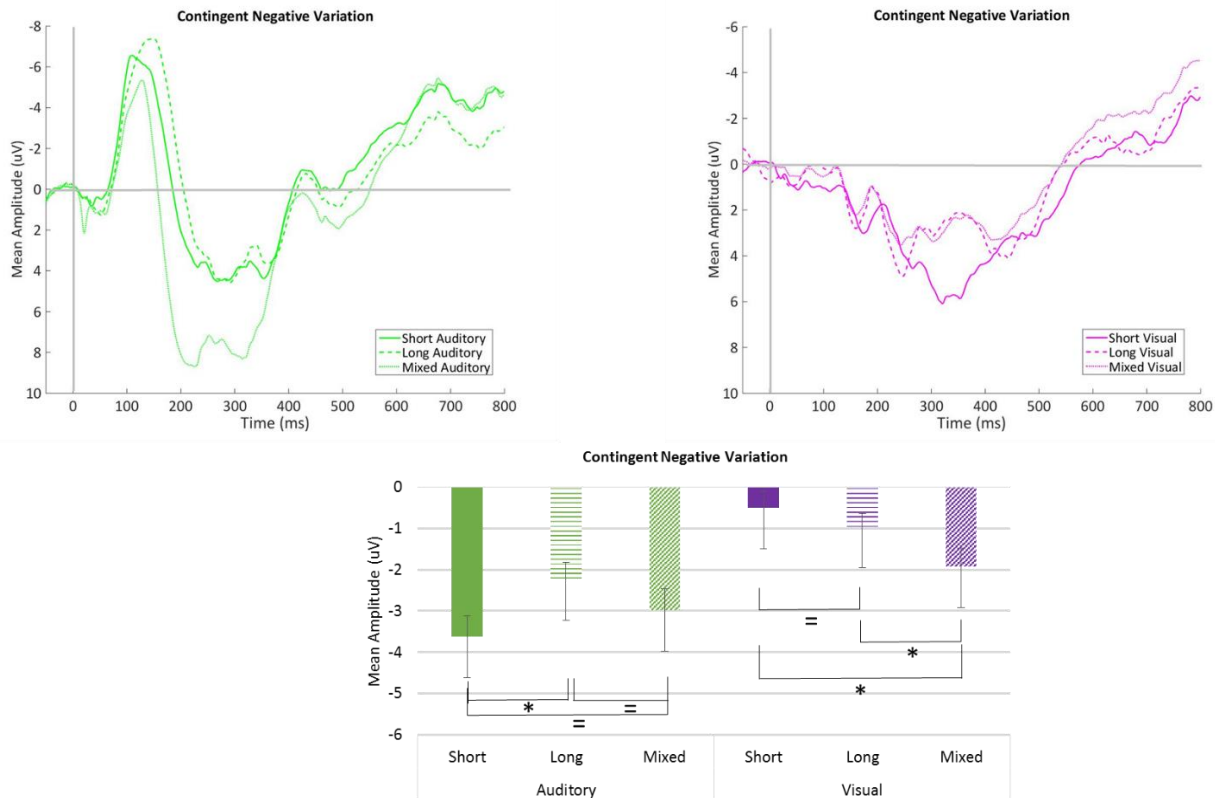 Contingent Negative Variation
-8
-6
-4
-2
0
2
4
6
8
10
Mean Amplitude (uV)
Short Auditory
Long Auditory
Mixed Auditory
0 100 200 300 400 500 600 700 800
Time (ms)
Contingent Negative Variation
-6
-4
-2
0
2
4
6
8
10
Mean Amplitude (uV)
Short Visual
Long Visual
Mixed Visual
0 100 200 300 400 500 600 700 800
Time (ms)
Contingent Negative Variation
0
-1
-2
-3
-4
-5
-6
Mean Amplitude (uV)
=
*
*
* =
=
Short Long Mixed Short Long Mixed
Auditory Visual